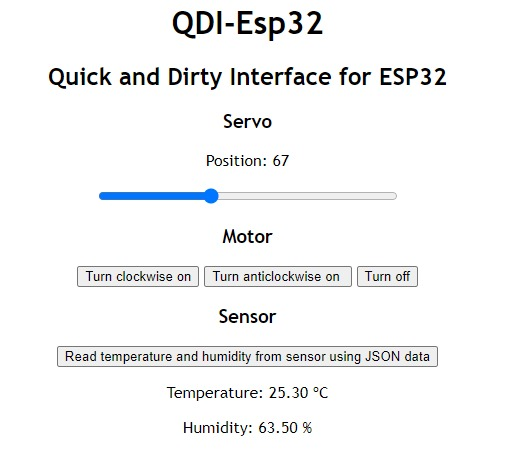 QDI-Esp32
Quick and Dirty Interface for ESP32
Servo
Position: 67
Motor
Turn clockwise on Turn anticlockwise on Turn off
Sensor
Read temperature and humidity from sensor using JSON data
Temperature: 25.30 °C
Humidity: 63.50 %